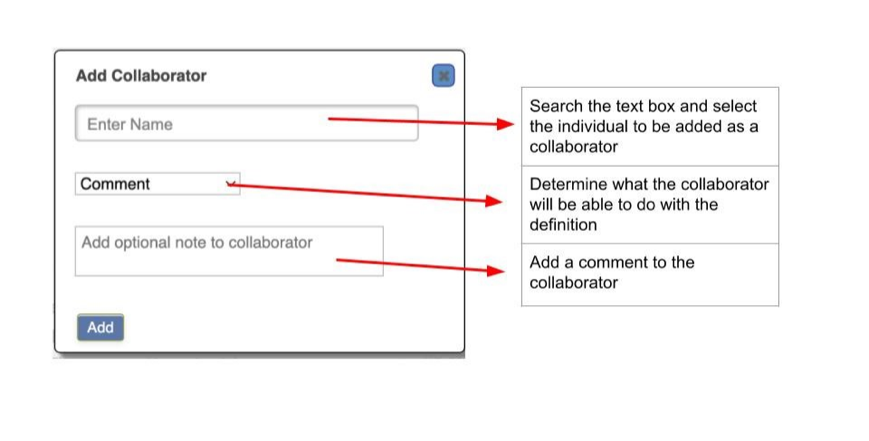 Add Collaborator
Enter Name
Comment
Add optional note to collaborator
Add
Search the text box and select
the individual to be added as a
collaborator
Determine what the collaborator
will be able to do with the
definition
Add a comment to the
collaborator